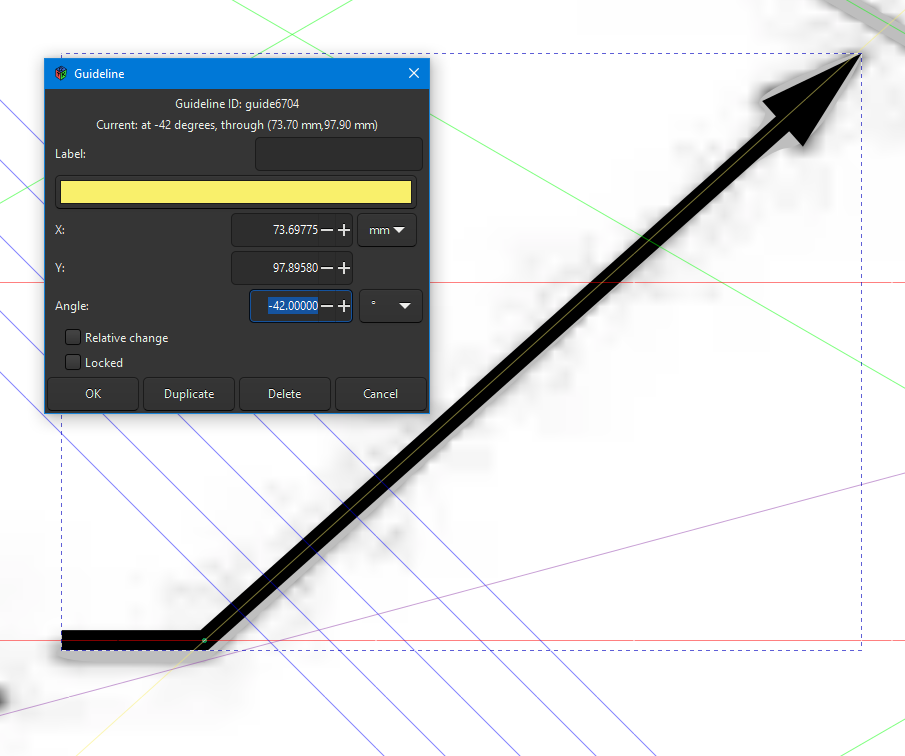 Guideline
Guideline ID: guide6704
Current: at -42 degrees, through (73.70 mm,97.90 mm)
Label:
X: 73.69775 mm
Y: 97.89580
Angle: -42.00000 °
Relative change
Locked
OK Duplicate Delete Cancel